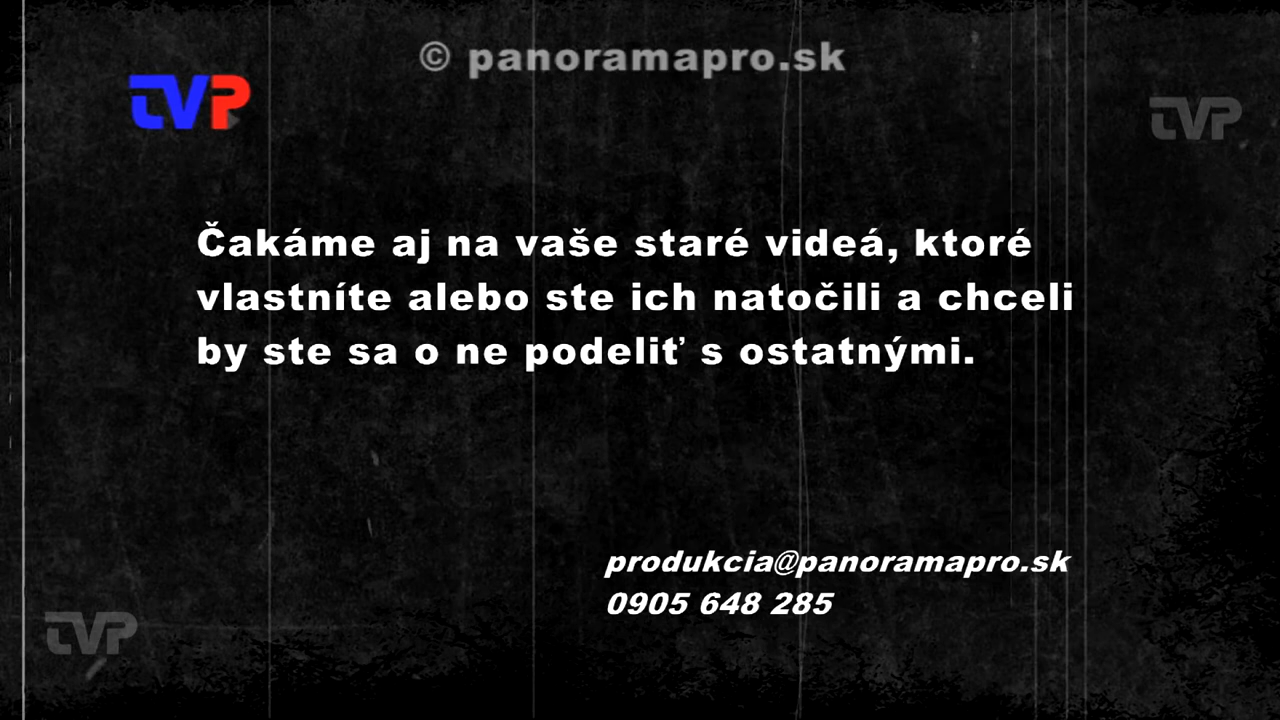 © panoramapro.sk
TVP
TVP
Čakáme aj na vaše staré videá, ktoré
vlastníte alebo ste ich natočili a chceli
by ste sa o ne podeliť s ostatnými.
produkcia@panoramapro.sk
0905 648 285
TVP